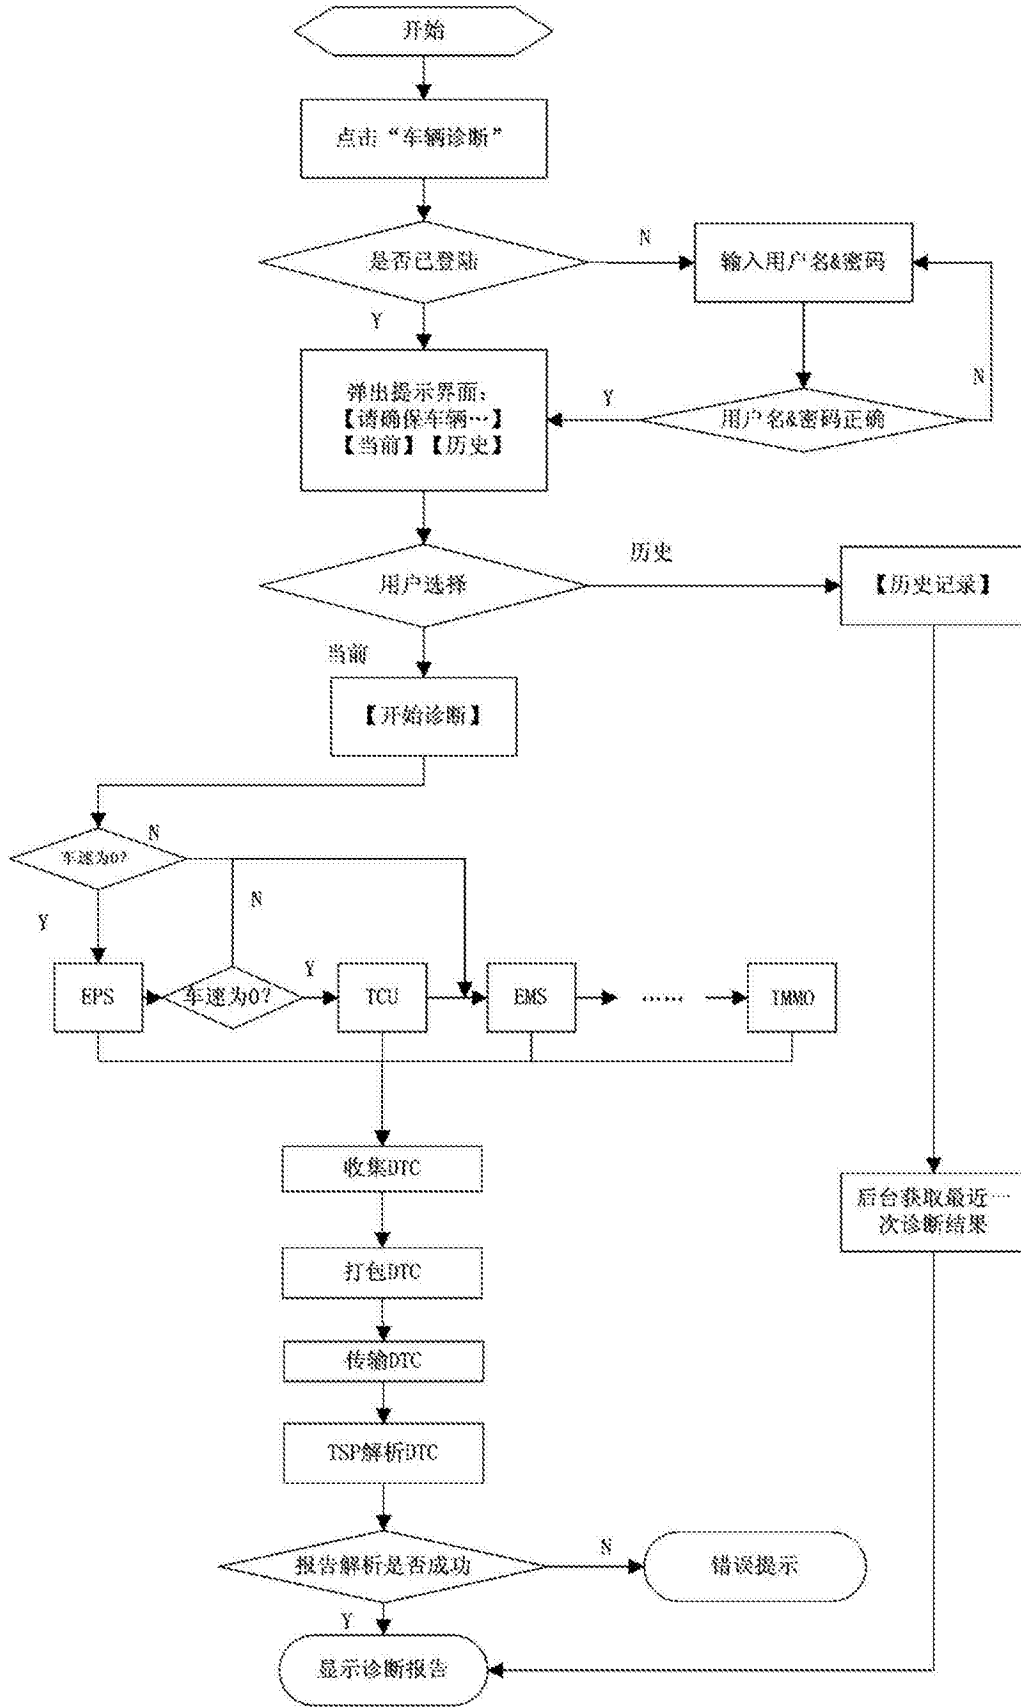 开始
点击“车辆诊断”
是否已登陆
N
输入用户名&密码
Y
弹出提示界面：
【请确保车辆…】
【当前】【历史】
Y
用户名&密码正确
N
用户选择
历史
【历史记录】
当前
【开始诊断】
车速为0?
N
Y
N
EPS
车速为0?
Y
TCU
EMS
……
IMMO
收集DTC
后台获取最近一
次诊断结果
打包DTC
传输DTC
TSP解析DTC
报告解析是否成功
N
错误提示
Y
显示诊断报告